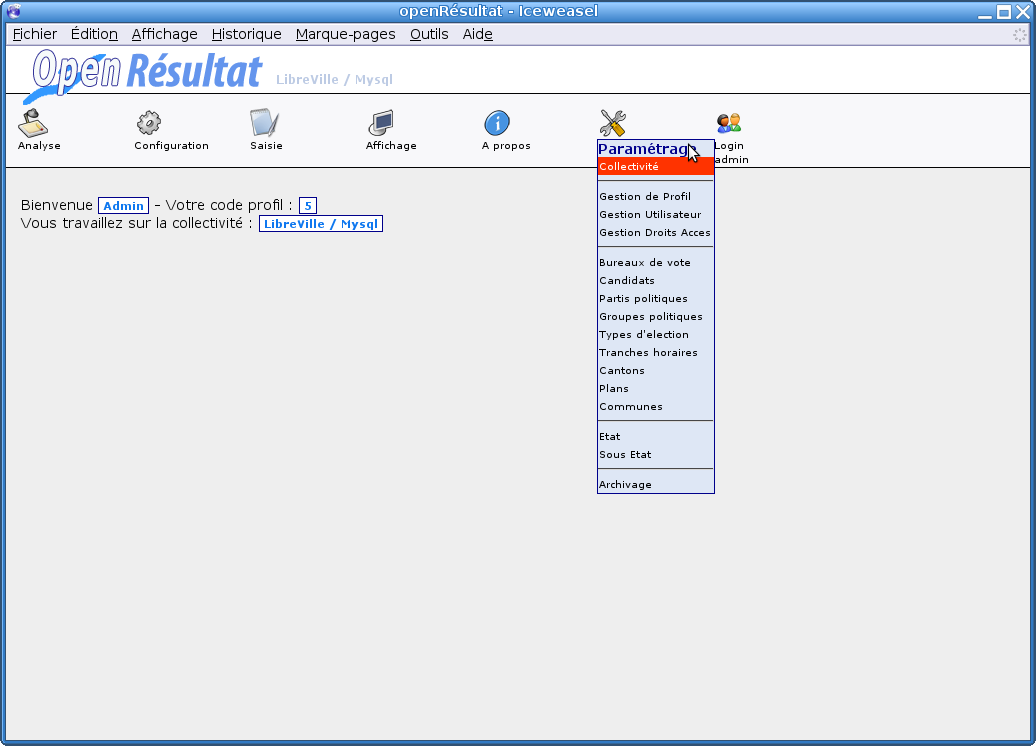 openRésultat - Iceweasel
Fichier Édition Affichage Historique Marque-pages Outils Aide
Open Résultat LibreVille / Mysql
Analyse Configuration Saisie Affichage A propos Login
admin
Paramétrag
Collectivité
Gestion de Profil
Gestion Utilisateur
Gestion Droits Acces
Bureaux de vote
Candidats
Partis politiques
Groupes politiques
Types d'election
Tranches horaires
Cantons
Plans
Communes
Etat
Sous Etat
Archivage
Bienvenue Admin - Votre code profil : 5
Vous travaillez sur la collectivité : LibreVille / Mysql